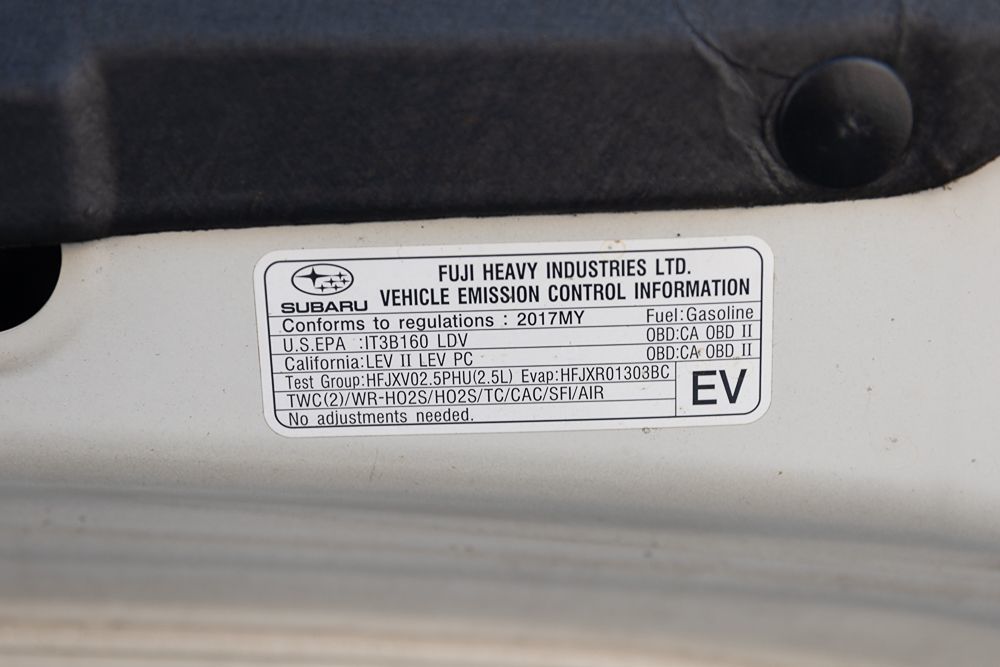 SUBARU
FUJI HEAVY INDUSTRIES LTD.
VEHICLE EMISSION CONTROL INFORMATION
Conforms to regulations : 2017MY Fuel:Gasoline
U.S.EPA :IT3B160 LDV OBD:CA OBD II
California:LEV II LEV PC OBD:CA OBD II
Test Group:HFJXV02.5PHU(2.5L) Evap:HFJXR01303BC
TWC(2)/WR-HO2S/HO2S/TC/CAC/SFI/AIR
No adjustments needed.
EV